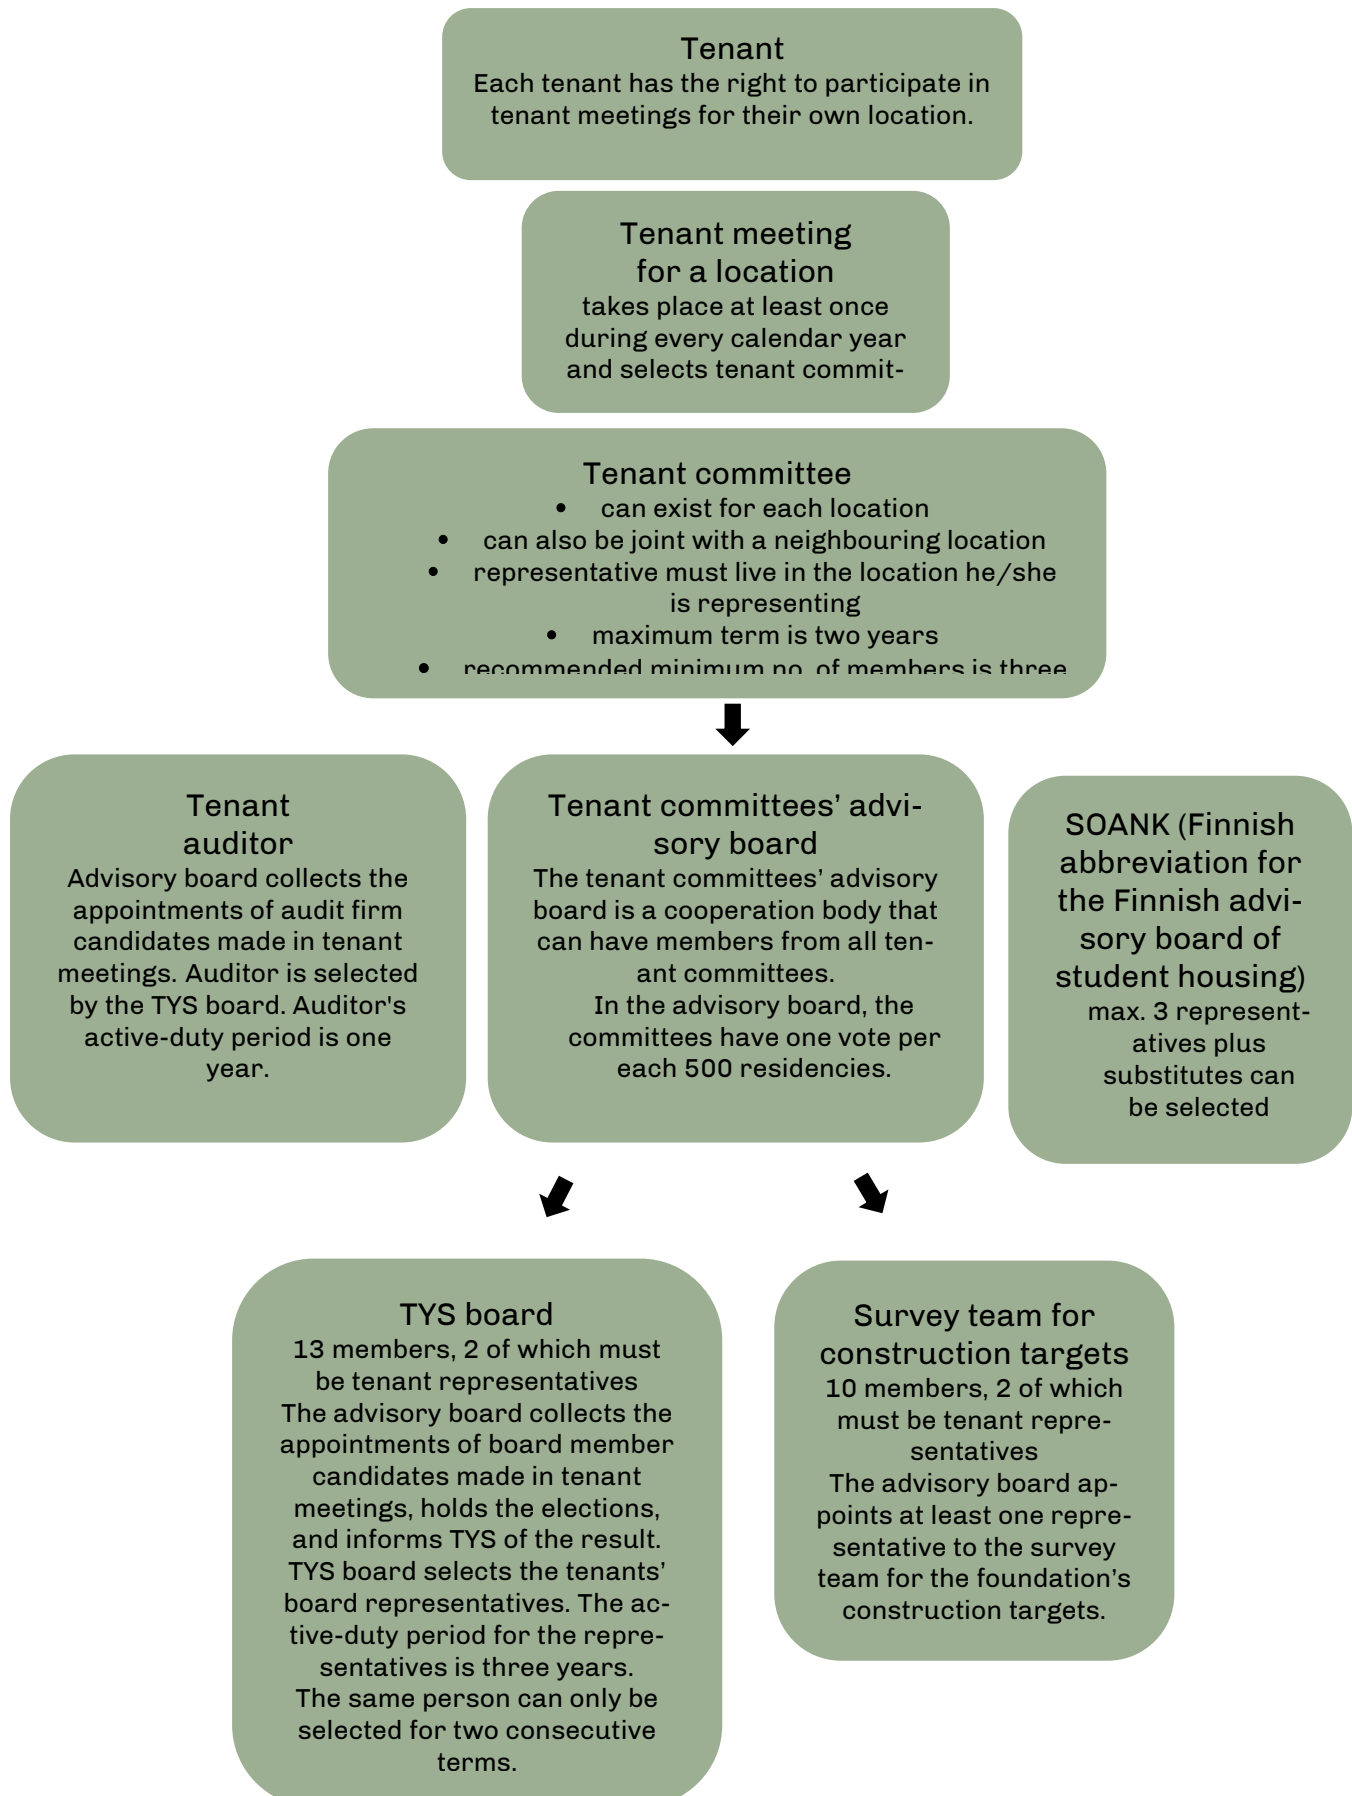 Tenant
Each tenant has the right to participate in
tenant meetings for their own location.
Tenant meeting
for a location
takes place at least once
during every calendar year
and selects tenant commit-
Tenant committee
• can exist for each location
• can also be joint with a neighbouring location
• representative must live in the location he/she
is representing
• maximum term is two years
• recommended minimum no. of members is three
Tenant
auditor
Advisory board collects the
appointments of audit firm
candidates made in tenant
meetings. Auditor is selected
by the TYS board. Auditor's
active-duty period is one
year.
Tenant committees’ advi-
sory board
The tenant committees’ advisory
board is a cooperation body that
can have members from all ten-
ant committees.
In the advisory board, the
committees have one vote per
each 500 residencies.
SOANK (Finnish
abbreviation for
the Finnish advi-
sory board of
student housing)
max. 3 represent-
atives plus
substitutes can
be selected
TYS board
13 members, 2 of which must
be tenant representatives
The advisory board collects the
appointments of board member
candidates made in tenant
meetings, holds the elections,
and informs TYS of the result.
TYS board selects the tenants’
board representatives. The ac-
tive-duty period for the repre-
sentatives is three years.
The same person can only be
selected for two consecutive
terms.
Survey team for
construction targets
10 members, 2 of which
must be tenant repre-
sentatives
The advisory board ap-
points at least one repre-
sentative to the survey
team for the foundation’s
construction targets.